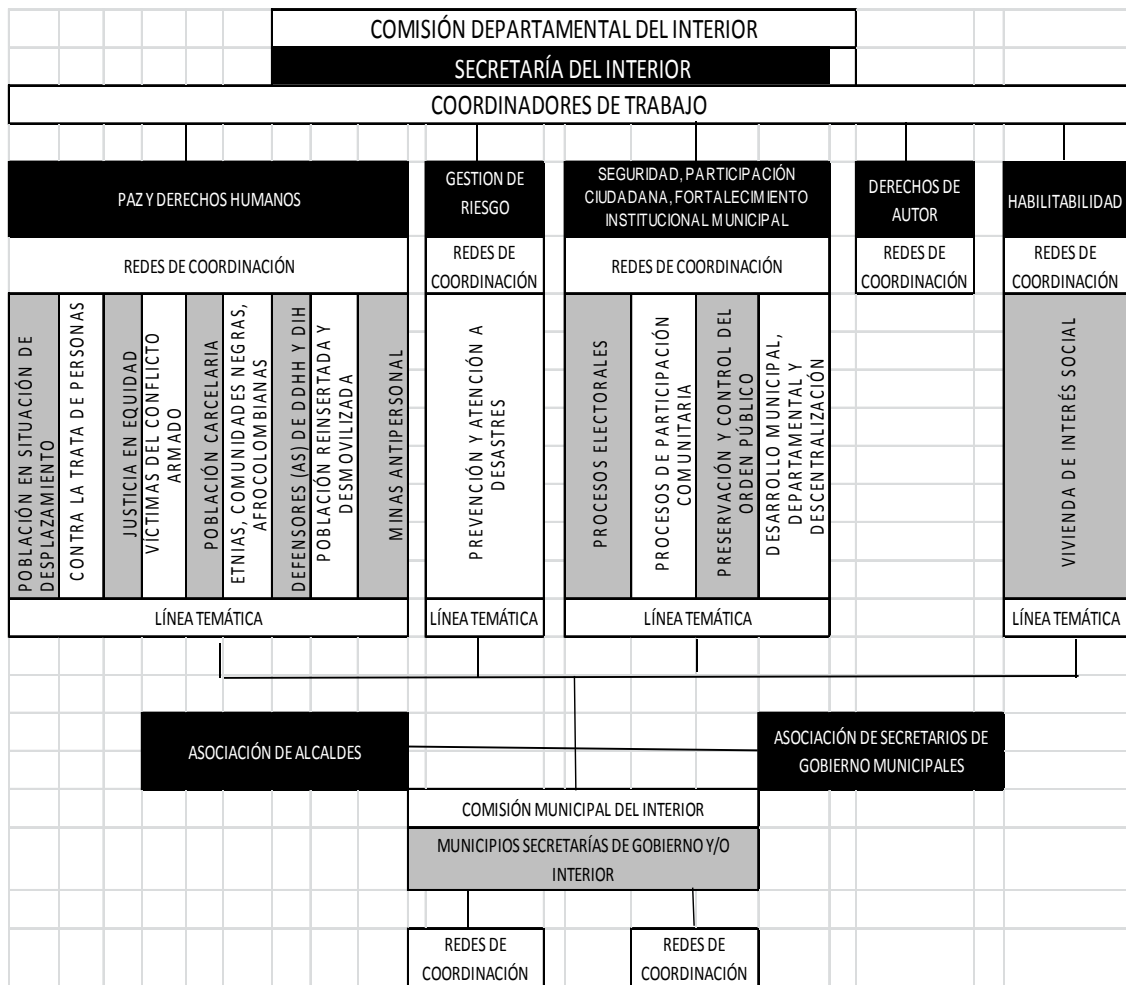 COMISIÓN DEPARTAMENTAL DEL INTERIOR
SECRETARÍA DEL INTERIOR
COORDINADORES DE TRABAJO
PAZ Y DERECHOS HUMANOS
GESTION DE
RIESGO
SEGURIDAD, PARTICIPACIÓN
CIUDADANA, FORTALECIMIENTO
INSTITUCIONAL MUNICIPAL
DERECHOS DE
AUTOR
HABILITABILIDAD
REDES DE COORDINACIÓN
REDES DE
COORDINACIÓN
REDES DE COORDINACIÓN
REDES DE
COORDINACIÓN
REDES DE
COORDINACIÓN
POBLACIÓN EN SITUACIÓN DE
DESPLAZAMIENTO
CONTRA LA TRATA DE PERSONAS
JUSTICIA EN EQUIDAD
VÍCTIMAS DEL CONFLICTO
ARMADO
POBLACIÓN CARCELARIA
ETNIAS, COMUNIDADES NEGRAS,
AFROCOLOMBIANAS
DEFENSORES (AS) DE DDHH Y DIH
POBLACIÓN REINSERTADA Y
DESMOVILIZADA
MINAS ANTIPERSONAL
PREVENCIÓN Y ATENCIÓN A
DESASTRES
PROCESOS ELECTORALES
PROCESOS DE PARTICIPACIÓN
COMUNITARIA
PRESERVACIÓN Y CONTROL DEL
ORDEN PÚBLICO
DESARROLLO MUNICIPAL,
DEPARTAMENTAL Y
DESCENTRALIZACIÓN
VIVIENDA DE INTERÉS SOCIAL
LÍNEA TEMÁTICA
LÍNEA TEMÁTICA
LÍNEA TEMÁTICA
LÍNEA TEMÁTICA
ASOCIACIÓN DE ALCALDES
ASOCIACIÓN DE SECRETARIOS DE
GOBIERNO MUNICIPALES
COMISIÓN MUNICIPAL DEL INTERIOR
MUNICIPIOS SECRETARÍAS DE GOBIERNO Y/O
INTERIOR
REDES DE
COORDINACIÓN
REDES DE
COORDINACIÓN